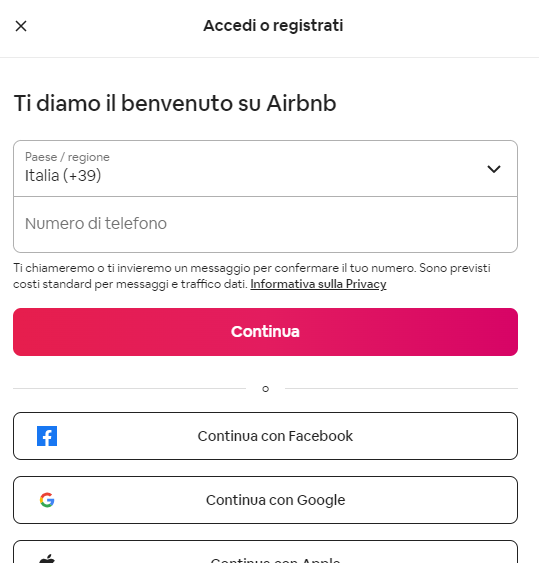 Accedi o registrati
Ti diamo il benvenuto su Airbnb
Paese / regione
Italia (+39)
Numero di telefono
Ti chiameremo o ti invieremo un messaggio per confermare il tuo numero. Sono previsti
costi standard per messaggi e traffico dati. Informativa sulla Privacy
Continua
o
Continua con Facebook
Continua con Google
Continua con Apple